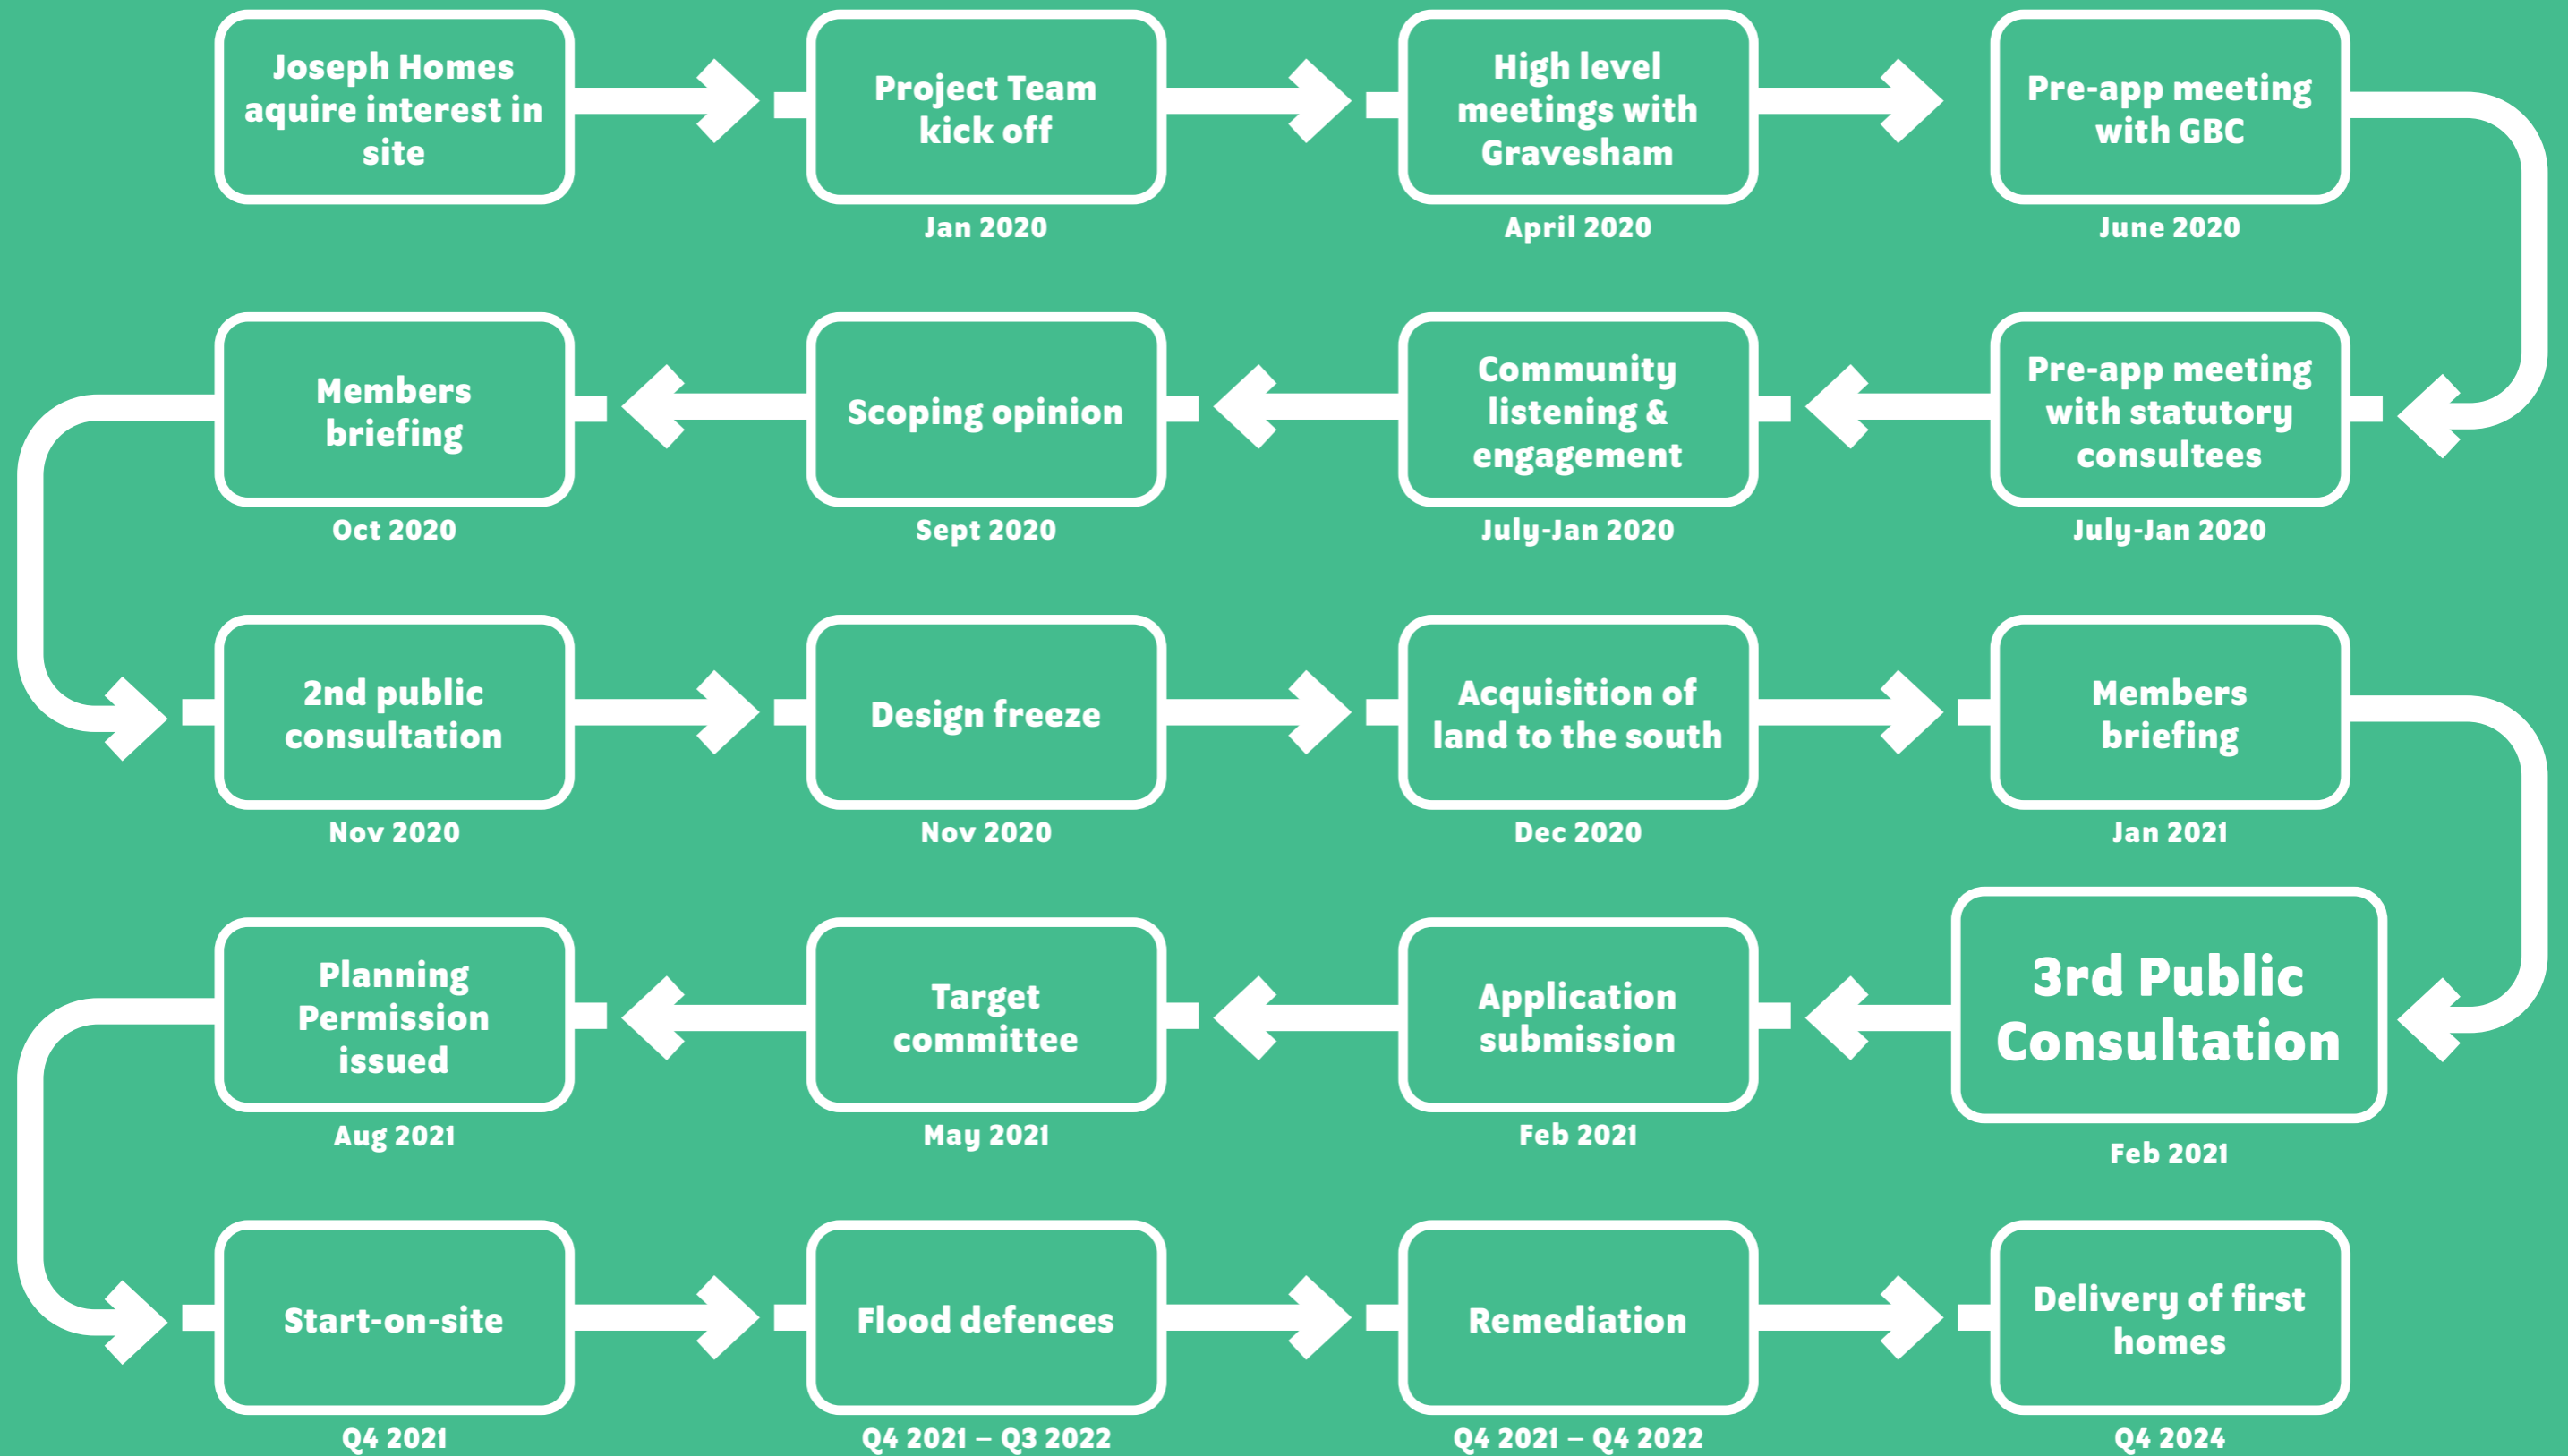 Joseph Homes
aquire interest in
site
Project Team
kick off
Jan 2020
High level
meetings with
Gravesham
April 2020
Pre-app meeting
with GBC
June 2020
Pre-app meeting
with statutory
consultees
July-Jan 2020
Community
listening &
engagement
July-Jan 2020
Scoping opinion
Sept 2020
Members
briefing
Oct 2020
2nd public
consultation
Nov 2020
Design freeze
Nov 2020
Acquisition of
land to the south
Dec 2020
Members
briefing
Jan 2021
3rd Public
Consultation
Feb 2021
Application
submission
Feb 2021
Target
committee
May 2021
Planning
Permission
issued
Aug 2021
Start-on-site
Q4 2021
Flood defences
Q4 2021 – Q3 2022
Remediation
Q4 2021 – Q4 2022
Delivery of first
homes
Q4 2024